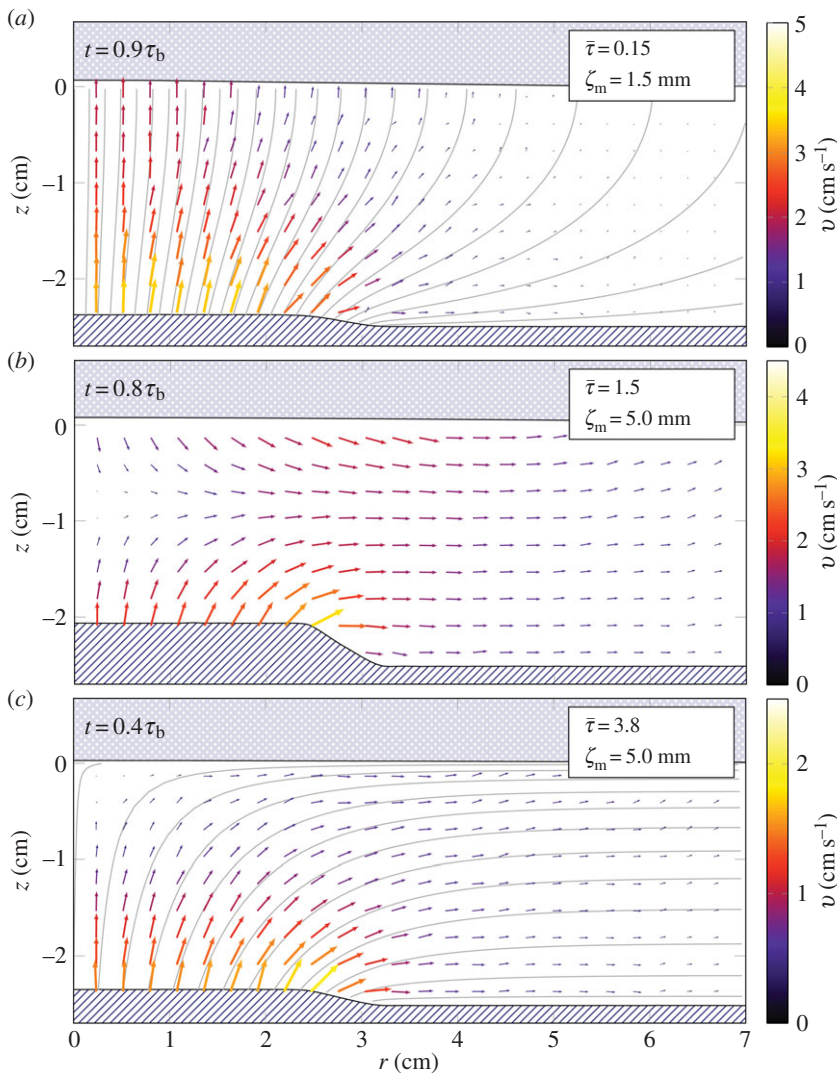 (a)
t = 0.9τb
τ̄ = 0.15
ζm = 1.5 mm
0
−1
−2
z (cm)
5
4
3
2
1
0
υ (cm s−1)
(b)
t = 0.8τb
τ̄ = 1.5
ζm = 5.0 mm
0
−1
−2
z (cm)
4
3
2
1
0
υ (cm s−1)
(c)
t = 0.4τb
τ̄ = 3.8
ζm = 5.0 mm
0
−1
−2
z (cm)
2
1
0
υ (cm s−1)
0 1 2 3 4 5 6 7
r (cm)